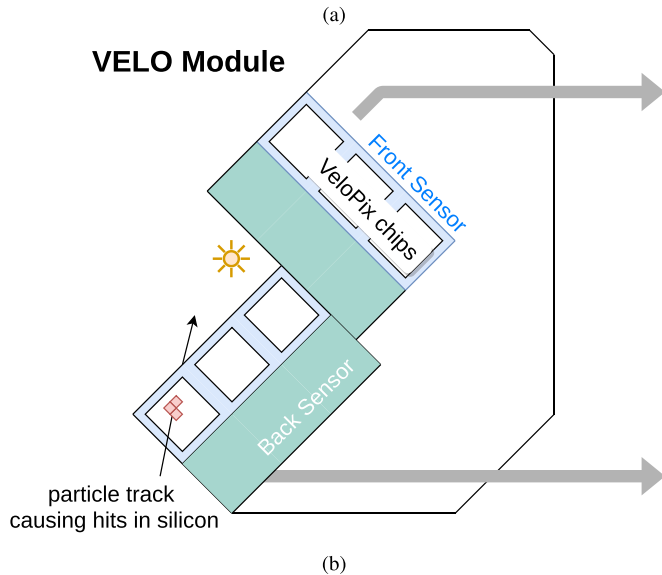 (a)
VELO Module
Front Sensor
VeloPix chips
Back Sensor
particle track
causing hits in silicon
(b)